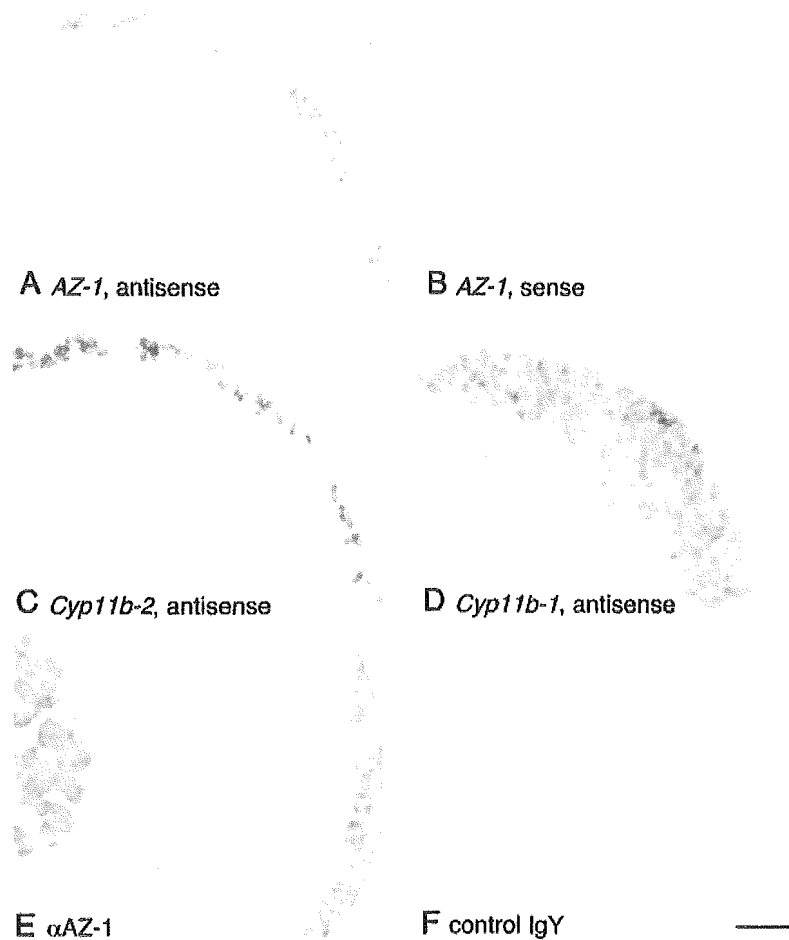 A AZ-1, antisense
B AZ-1, sense
C Cyp11b-2, antisense
D Cyp11b-1, antisense
E αAZ-1
F control IgY